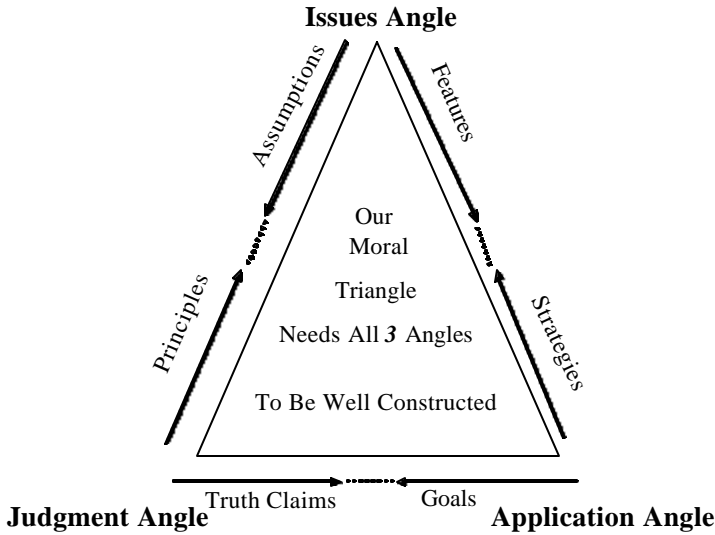 Issues Angle
Assumptions
Features
Our
Moral
Triangle
Needs All 3 Angles
Principles
Strategies
To Be Well Constructed
Truth Claims
Goals
Judgment Angle
Application Angle